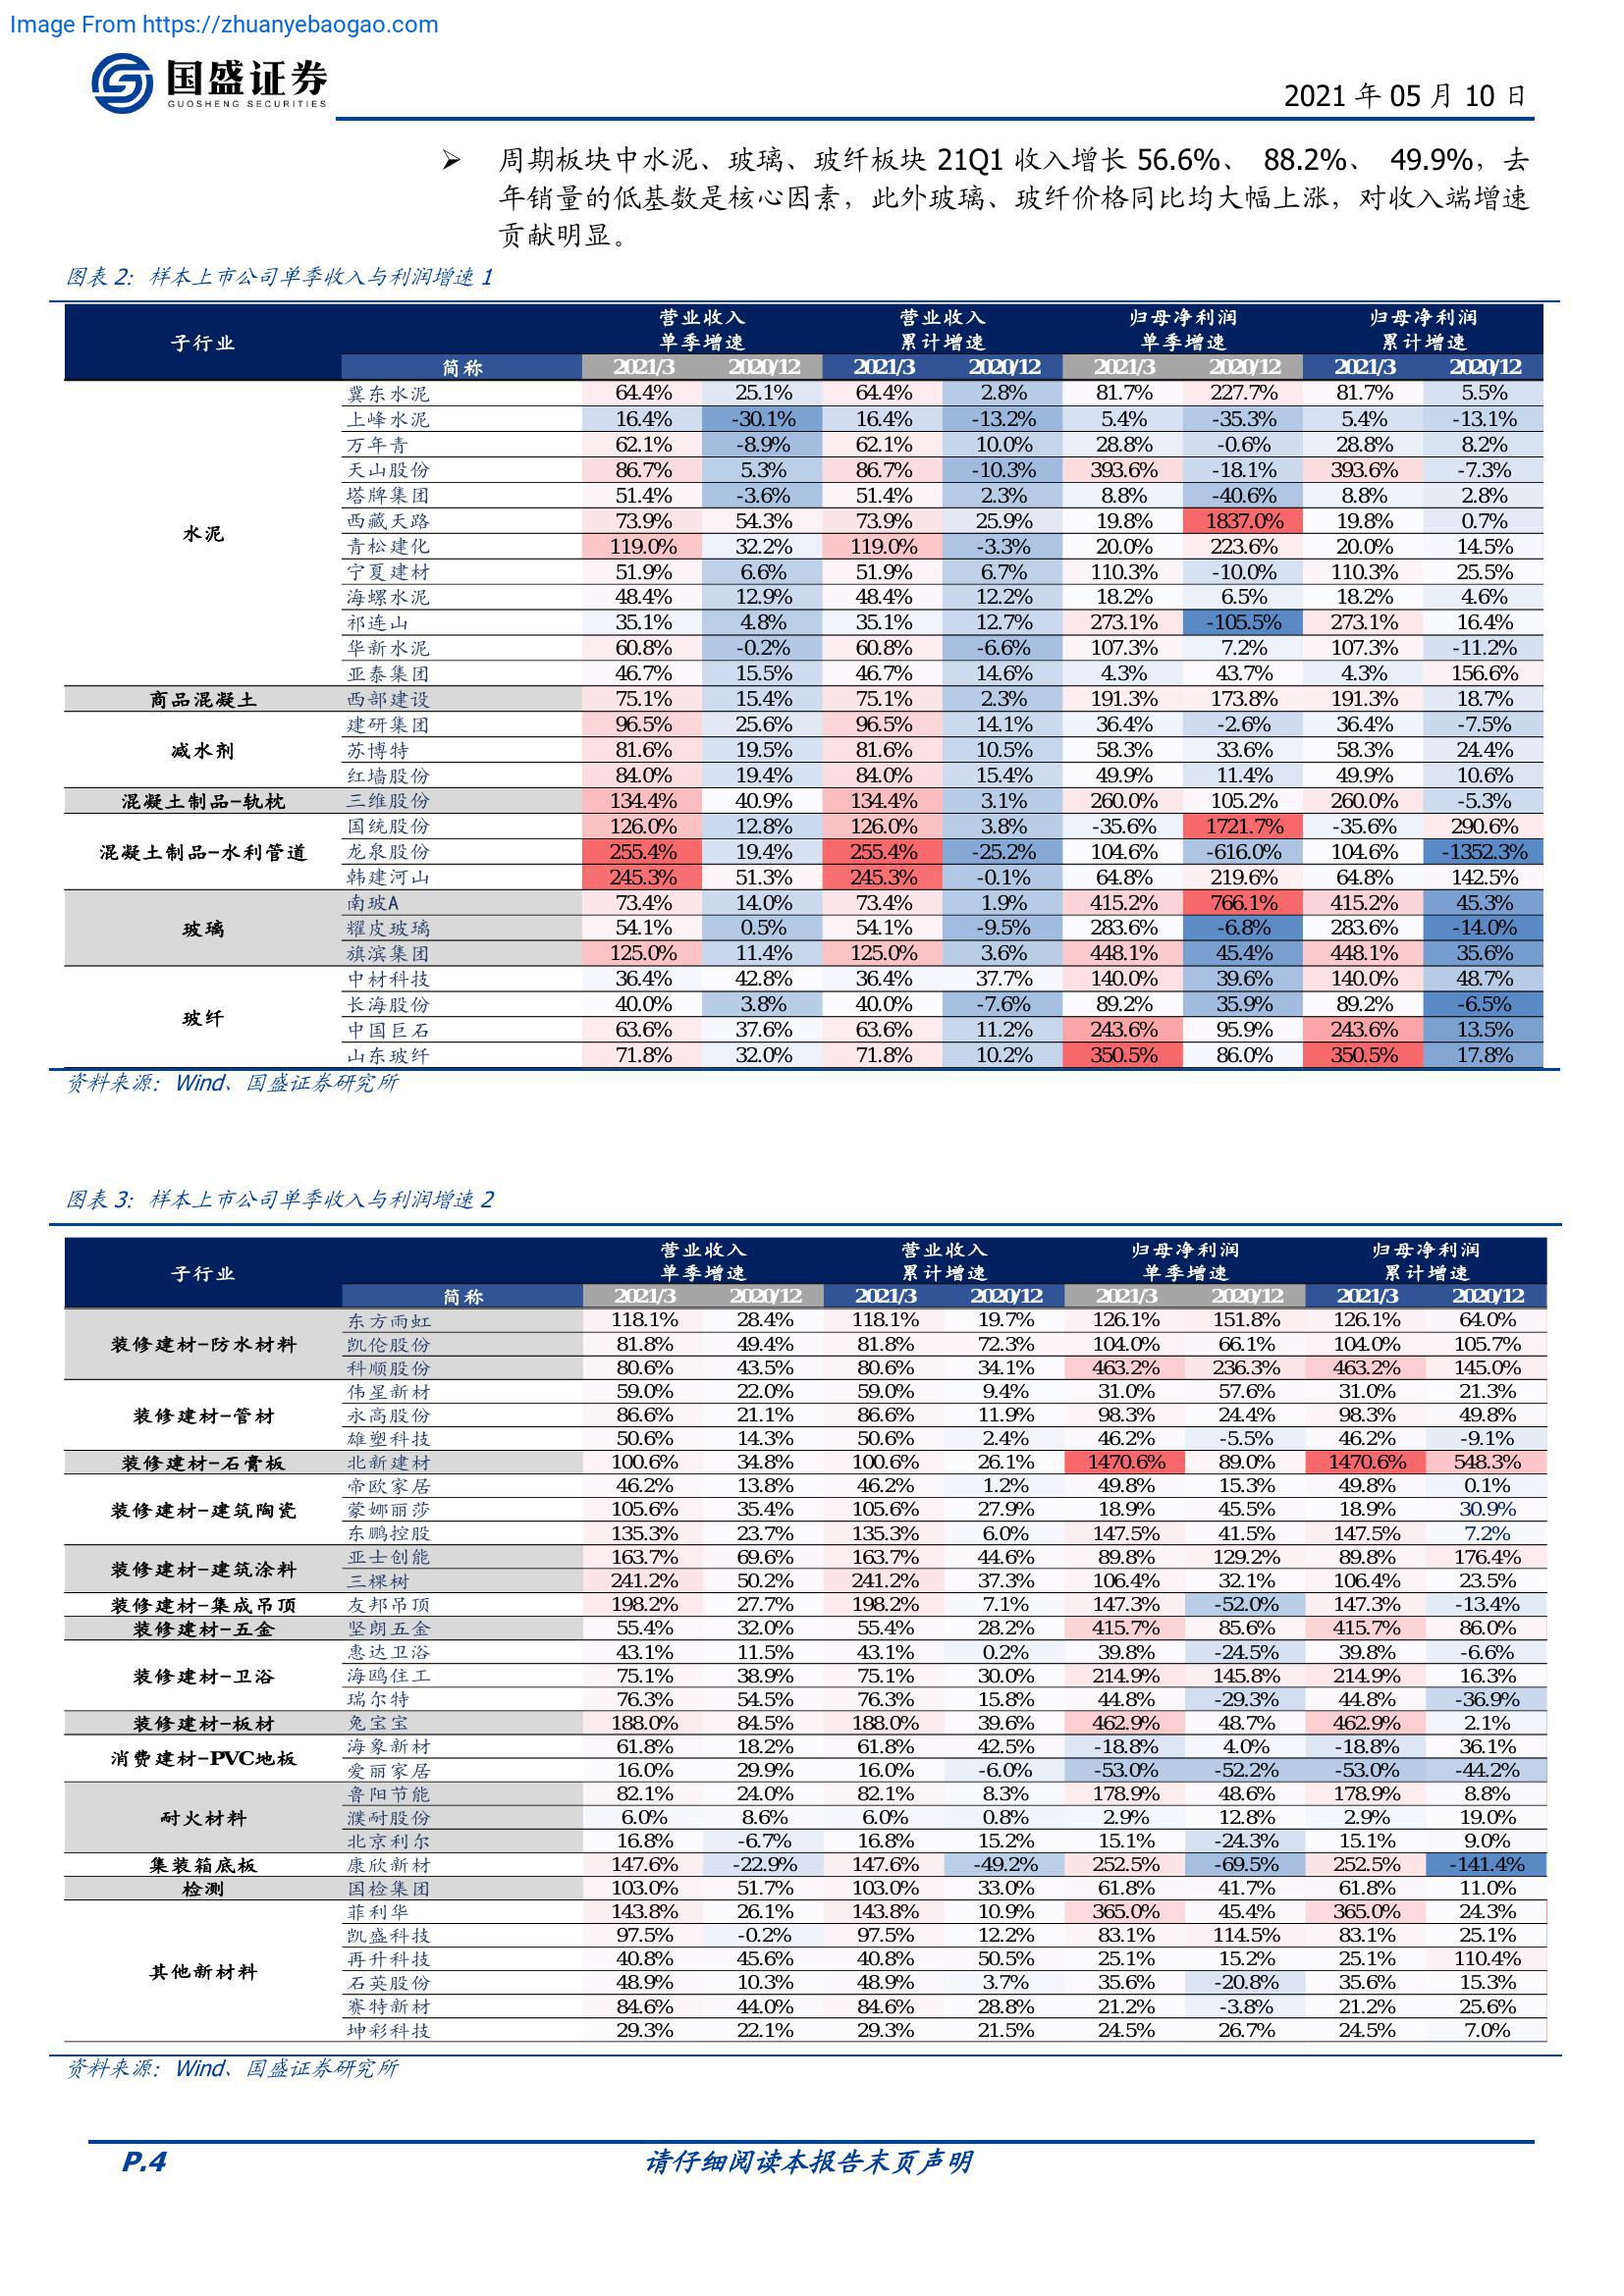 Image From https://zhuanyebaogao.com
国盛证券
GUOSHENG SECURITIES
2021 年 05 月 10 日
➢ 周期板块中水泥、玻璃、玻纤板块 21Q1 收入增长 56.6%、 88.2%、 49.9%，去
年销量的低基数是核心因素，此外玻璃、玻纤价格同比均大幅上涨，对收入端增速
贡献明显。
图表 2：样本上市公司单季收入与利润增速 1
营业收入 营业收入 归母净利润 归母净利润
子行业 单季增速 累计增速 单季增速 累计增速
简称 2021/3 2020/12 2021/3 2020/12 2021/3 2020/12 2021/3 2020/12
冀东水泥 64.4% 25.1% 64.4% 2.8% 81.7% 227.7% 81.7% 5.5%
上峰水泥 16.4% -30.1% 16.4% -13.2% 5.4% -35.3% 5.4% -13.1%
万年青 62.1% -8.9% 62.1% 10.0% 28.8% -0.6% 28.8% 8.2%
天山股份 86.7% 5.3% 86.7% -10.3% 393.6% -18.1% 393.6% -7.3%
塔牌集团 51.4% -3.6% 51.4% 2.3% 8.8% -40.6% 8.8% 2.8%
水泥 西藏天路 73.9% 54.3% 73.9% 25.9% 19.8% 1837.0% 19.8% 0.7%
青松建化 119.0% 32.2% 119.0% -3.3% 20.0% 223.6% 20.0% 14.5%
宁夏建材 51.9% 6.6% 51.9% 6.7% 110.3% -10.0% 110.3% 25.5%
海螺水泥 48.4% 12.9% 48.4% 12.2% 18.2% 6.5% 18.2% 4.6%
祁连山 35.1% 4.8% 35.1% 12.7% 273.1% -105.5% 273.1% 16.4%
华新水泥 60.8% -0.2% 60.8% -6.6% 107.3% 7.2% 107.3% -11.2%
亚泰集团 46.7% 15.5% 46.7% 14.6% 4.3% 43.7% 4.3% 156.6%
商品混凝土 西部建设 75.1% 15.4% 75.1% 2.3% 191.3% 173.8% 191.3% 18.7%
建研集团 96.5% 25.6% 96.5% 14.1% 36.4% -2.6% 36.4% -7.5%
减水剂 苏博特 81.6% 19.5% 81.6% 10.5% 58.3% 33.6% 58.3% 24.4%
红墙股份 84.0% 19.4% 84.0% 15.4% 49.9% 11.4% 49.9% 10.6%
混凝土制品-轨枕 三维股份 134.4% 40.9% 134.4% 3.1% 260.0% 105.2% 260.0% -5.3%
国统股份 126.0% 12.8% 126.0% 3.8% -35.6% 1721.7% -35.6% 290.6%
混凝土制品-水利管道 龙泉股份 255.4% 19.4% 255.4% -25.2% 104.6% -616.0% 104.6% -1352.3%
韩建河山 245.3% 51.3% 245.3% -0.1% 64.8% 219.6% 64.8% 142.5%
南玻A 73.4% 14.0% 73.4% 1.9% 415.2% 766.1% 415.2% 45.3%
玻璃 耀皮玻璃 54.1% 0.5% 54.1% -9.5% 283.6% -6.8% 283.6% -14.0%
旗滨集团 125.0% 11.4% 125.0% 3.6% 448.1% 45.4% 448.1% 35.6%
中材科技 36.4% 42.8% 36.4% 37.7% 140.0% 39.6% 140.0% 48.7%
长海股份 40.0% 3.8% 40.0% -7.6% 89.2% 35.9% 89.2% -6.5%
玻纤 中国巨石 63.6% 37.6% 63.6% 11.2% 243.6% 95.9% 243.6% 13.5%
山东玻纤 71.8% 32.0% 71.8% 10.2% 350.5% 86.0% 350.5% 17.8%
资料来源：Wind、国盛证券研究所
图表 3：样本上市公司单季收入与利润增速 2
营业收入 营业收入 归母净利润 归母净利润
子行业 单季增速 累计增速 单季增速 累计增速
简称 2021/3 2020/12 2021/3 2020/12 2021/3 2020/12 2021/3 2020/12
东方雨虹 118.1% 28.4% 118.1% 19.7% 126.1% 151.8% 126.1% 64.0%
装修建材-防水材料 凯伦股份 81.8% 49.4% 81.8% 72.3% 104.0% 66.1% 104.0% 105.7%
科顺股份 80.6% 43.5% 80.6% 34.1% 463.2% 236.3% 463.2% 145.0%
伟星新材 59.0% 22.0% 59.0% 9.4% 31.0% 57.6% 31.0% 21.3%
装修建材-管材 永高股份 86.6% 21.1% 86.6% 11.9% 98.3% 24.4% 98.3% 49.8%
雄塑科技 50.6% 14.3% 50.6% 2.4% 46.2% -5.5% 46.2% -9.1%
装修建材-石膏板 北新建材 100.6% 34.8% 100.6% 26.1% 1470.6% 89.0% 1470.6% 548.3%
帝欧家居 46.2% 13.8% 46.2% 1.2% 49.8% 15.3% 49.8% 0.1%
装修建材-建筑陶瓷 蒙娜丽莎 105.6% 35.4% 105.6% 27.9% 18.9% 45.5% 18.9% 30.9%
东鹏控股 135.3% 23.7% 135.3% 6.0% 147.5% 41.5% 147.5% 7.2%
装修建材-建筑涂料 亚士创能 163.7% 69.6% 163.7% 44.6% 89.8% 129.2% 89.8% 176.4%
三棵树 241.2% 50.2% 241.2% 37.3% 106.4% 32.1% 106.4% 23.5%
装修建材-集成吊顶 友邦吊顶 198.2% 27.7% 198.2% 7.1% 147.3% -52.0% 147.3% -13.4%
装修建材-五金 坚朗五金 55.4% 32.0% 55.4% 28.2% 415.7% 85.6% 415.7% 86.0%
惠达卫浴 43.1% 11.5% 43.1% 0.2% 39.8% -24.5% 39.8% -6.6%
装修建材-卫浴 海鸥住工 75.1% 38.9% 75.1% 30.0% 214.9% 145.8% 214.9% 16.3%
瑞尔特 76.3% 54.5% 76.3% 15.8% 44.8% -29.3% 44.8% -36.9%
装修建材-板材 兔宝宝 188.0% 84.5% 188.0% 39.6% 462.9% 48.7% 462.9% 2.1%
消费建材-PVC地板 海象新材 61.8% 18.2% 61.8% 42.5% -18.8% 4.0% -18.8% 36.1%
爱丽家居 16.0% 29.9% 16.0% -6.0% -53.0% -52.2% -53.0% -44.2%
鲁阳节能 82.1% 24.0% 82.1% 8.3% 178.9% 48.6% 178.9% 8.8%
耐火材料 濮耐股份 6.0% 8.6% 6.0% 0.8% 2.9% 12.8% 2.9% 19.0%
北京利尔 16.8% -6.7% 16.8% 15.2% 15.1% -24.3% 15.1% 9.0%
集装箱底板 康欣新材 147.6% -22.9% 147.6% -49.2% 252.5% -69.5% 252.5% -141.4%
检测 国检集团 103.0% 51.7% 103.0% 33.0% 61.8% 41.7% 61.8% 11.0%
菲利华 143.8% 26.1% 143.8% 10.9% 365.0% 45.4% 365.0% 24.3%
凯盛科技 97.5% -0.2% 97.5% 12.2% 83.1% 114.5% 83.1% 25.1%
其他新材料 再升科技 40.8% 45.6% 40.8% 50.5% 25.1% 15.2% 25.1% 110.4%
石英股份 48.9% 10.3% 48.9% 3.7% 35.6% -20.8% 35.6% 15.3%
赛特新材 84.6% 44.0% 84.6% 28.8% 21.2% -3.8% 21.2% 25.6%
坤彩科技 29.3% 22.1% 29.3% 21.5% 24.5% 26.7% 24.5% 7.0%
资料来源：Wind、国盛证券研究所
P.4 请仔细阅读本报告末页声明